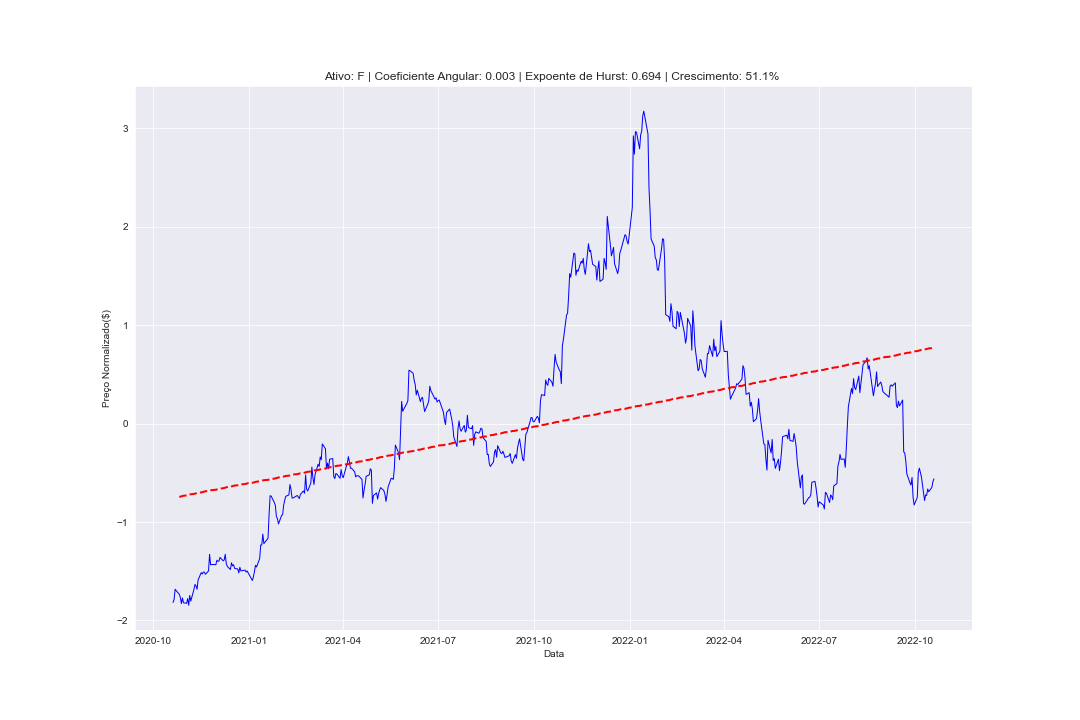 Ativo: F | Coeficiente Angular: 0.003 | Expoente de Hurst: 0.694 | Crescimento: 51.1%
Preço Normalizado($)
3
2
1
0
−1
−2
2020-10 2021-01 2021-04 2021-07 2021-10 2022-01 2022-04 2022-07 2022-10
Data